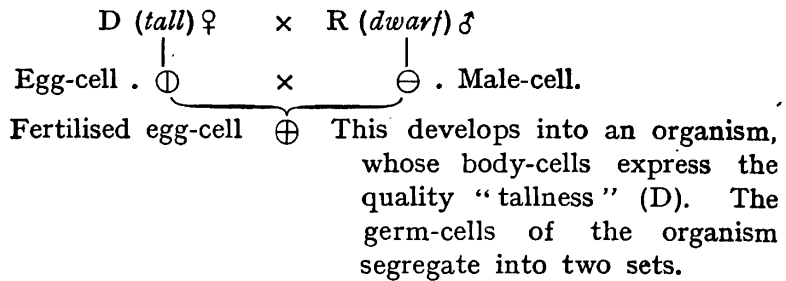 D (tall) ♀ × R (dwarf) ♂
Egg-cell . ⦶ × ⊖ . Male-cell.
Fertilised egg-cell ⊕ This develops into an organism,
whose body-cells express the
quality “tallness” (D). The
germ-cells of the organism
segregate into two sets.